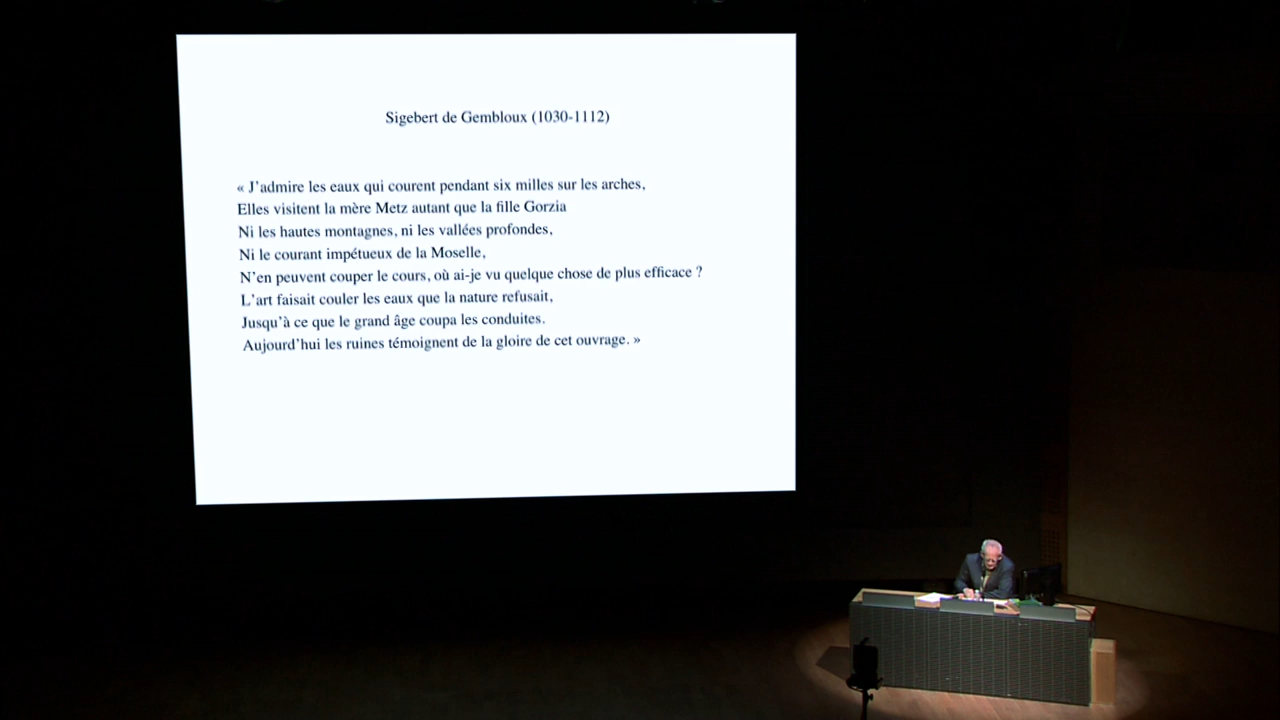 Sigebert de Gembloux (1030-1112)
« J’admire les eaux qui courent pendant six milles sur les arches,
Elles visitent la mère Metz autant que la fille Gorzia
Ni les hautes montagnes, ni les vallées profondes,
Ni le courant impétueux de la Moselle,
N’en peuvent couper le cours, où ai-je vu quelque chose de plus efficace ?
L’art faisait couler les eaux que la nature refusait,
Jusqu’à ce que le grand âge coupa les conduites.
Aujourd’hui les ruines témoignent de la gloire de cet ouvrage. »